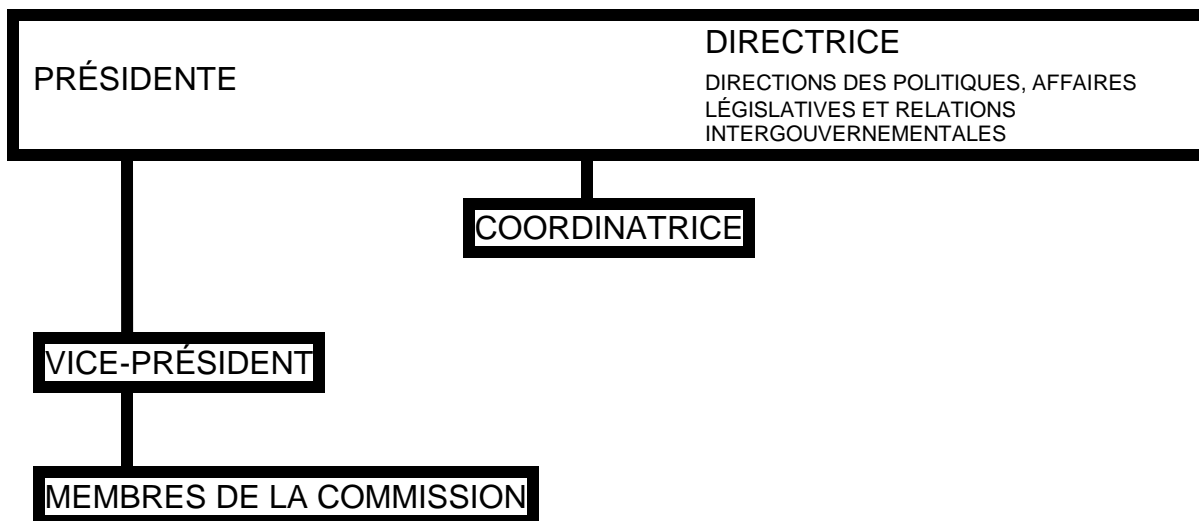 PRÉSIDENTE
DIRECTRICE
DIRECTIONS DES POLITIQUES, AFFAIRES
LÉGISLATIVES ET RELATIONS
INTERGOUVERNEMENTALES
COORDINATRICE
VICE-PRÉSIDENT
MEMBRES DE LA COMMISSION